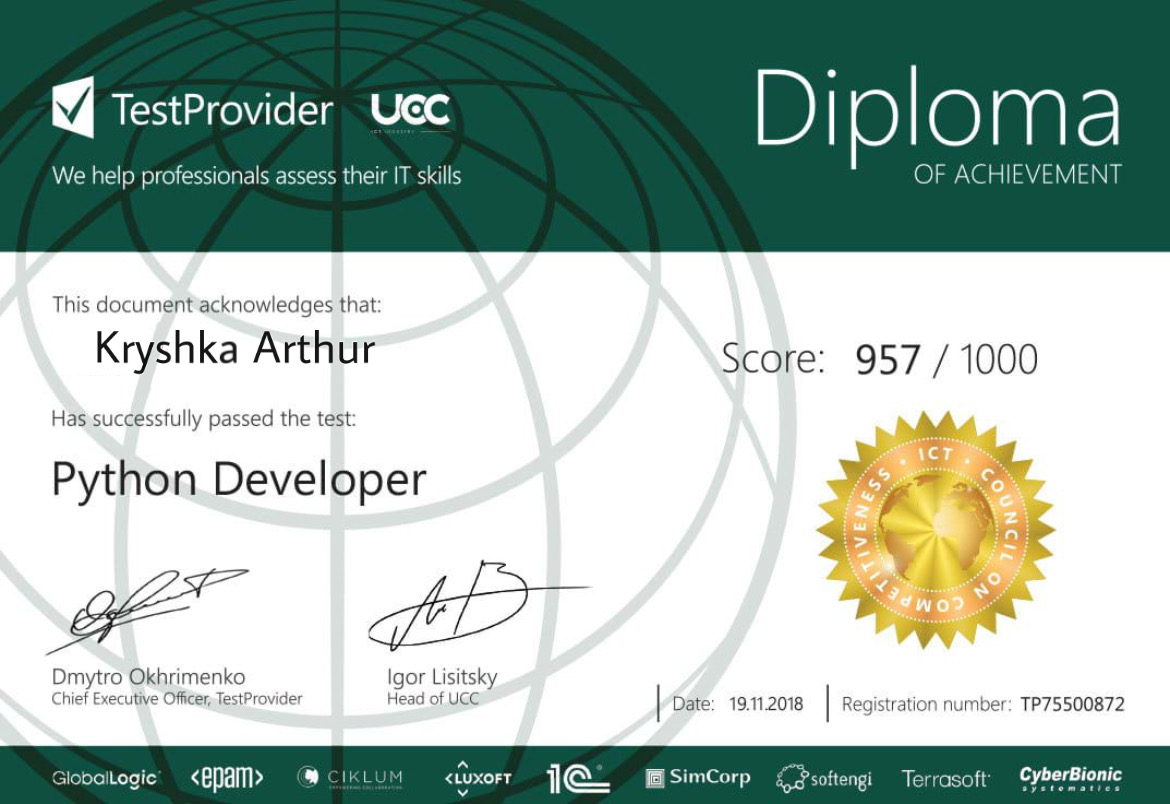 TestProvider
UCC
ICT INDUSTRY
We help professionals assess their IT skills
Diploma
OF ACHIEVEMENT
This document acknowledges that:
Kryshka Arthur
Score: 957 / 1000
Has successfully passed the test:
Python Developer
ICT • COUNCIL ON COMPETITIVENESS •
Dmytro Okhrimenko
Chief Executive Officer, TestProvider
Igor Lisitsky
Head of UCC
Date: 19.11.2018
Registration number: TP75500872
GlobalLogic
<epam>
CIKLUM
<LUXOFT
1C
SimCorp
softengi
Terrasoft
CyberBionic
systematics